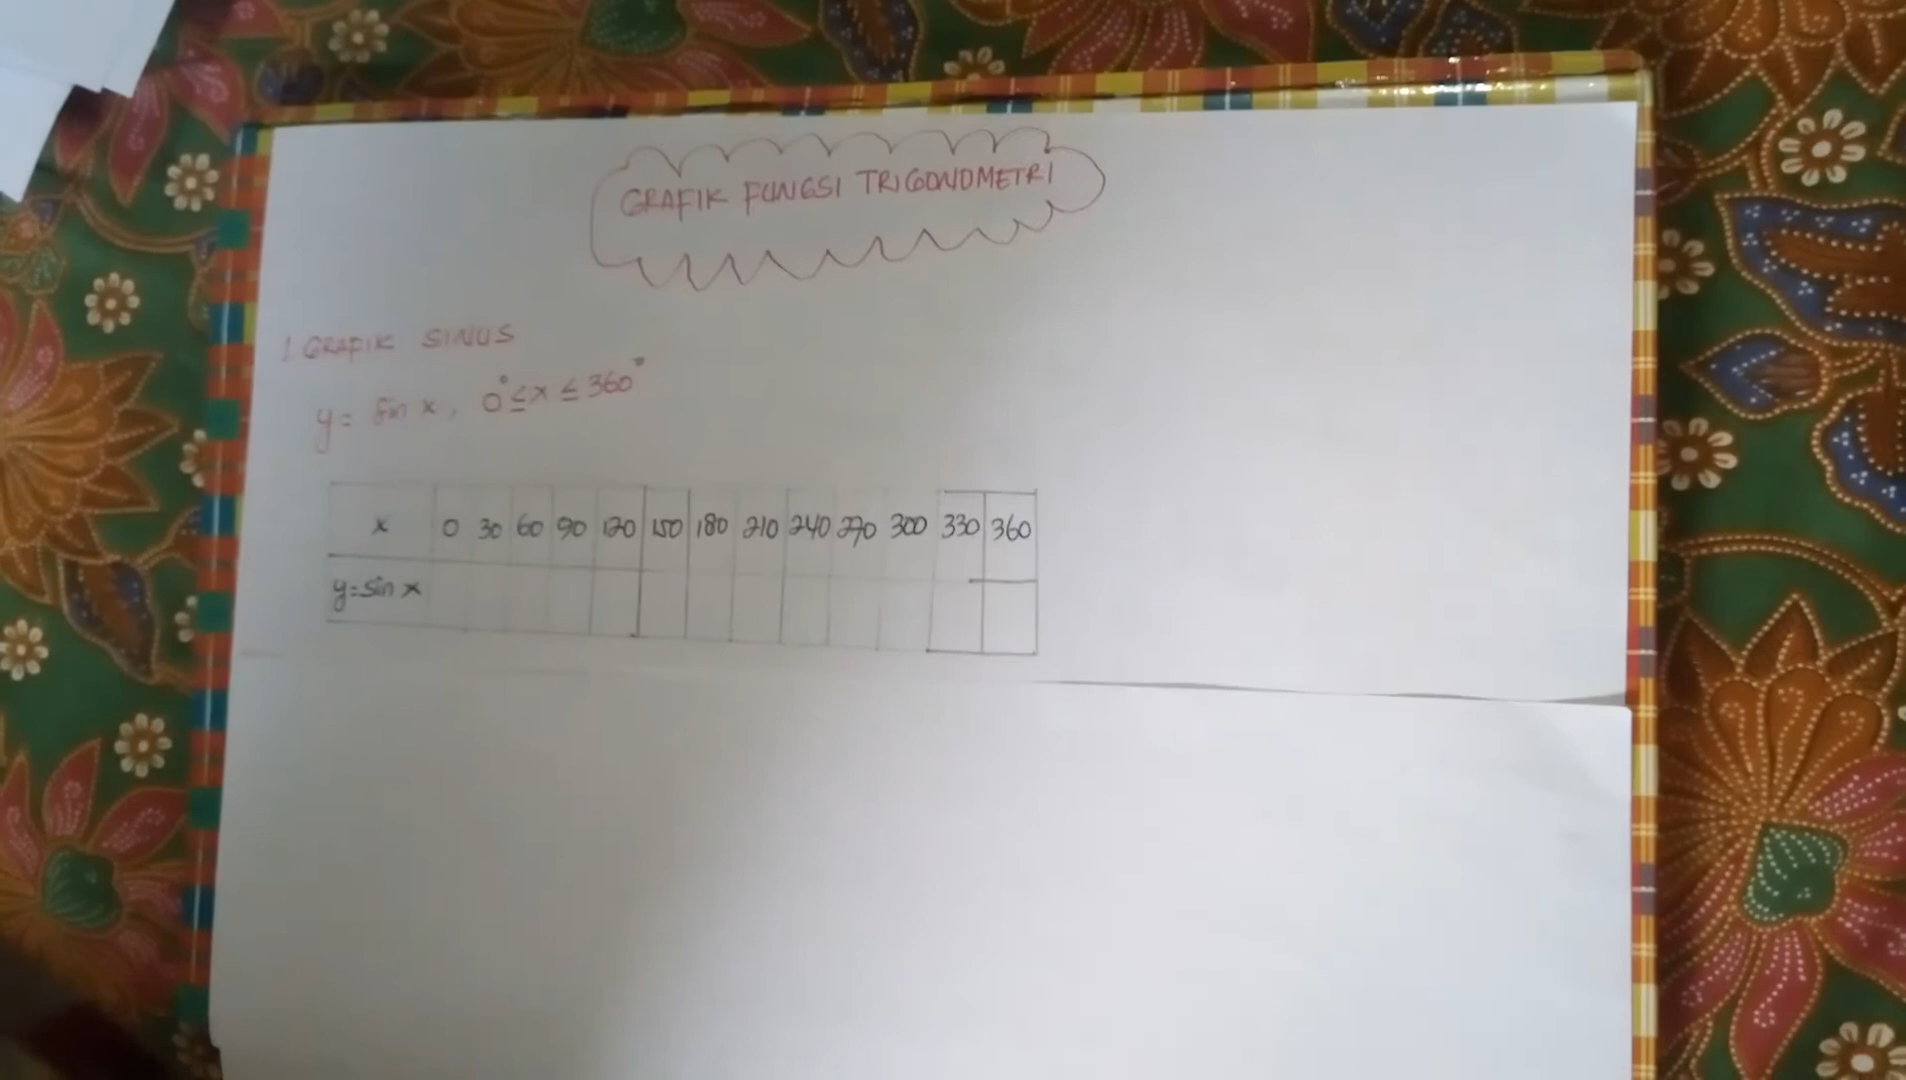 GRAFIK FUNGSI TRIGONOMETRI
1. GRAFIK SINUS
y = sin x, 0° ≤ x ≤ 360°
x 0 30 60 90 120 150 180 210 240 270 300 330 360
y = sin x